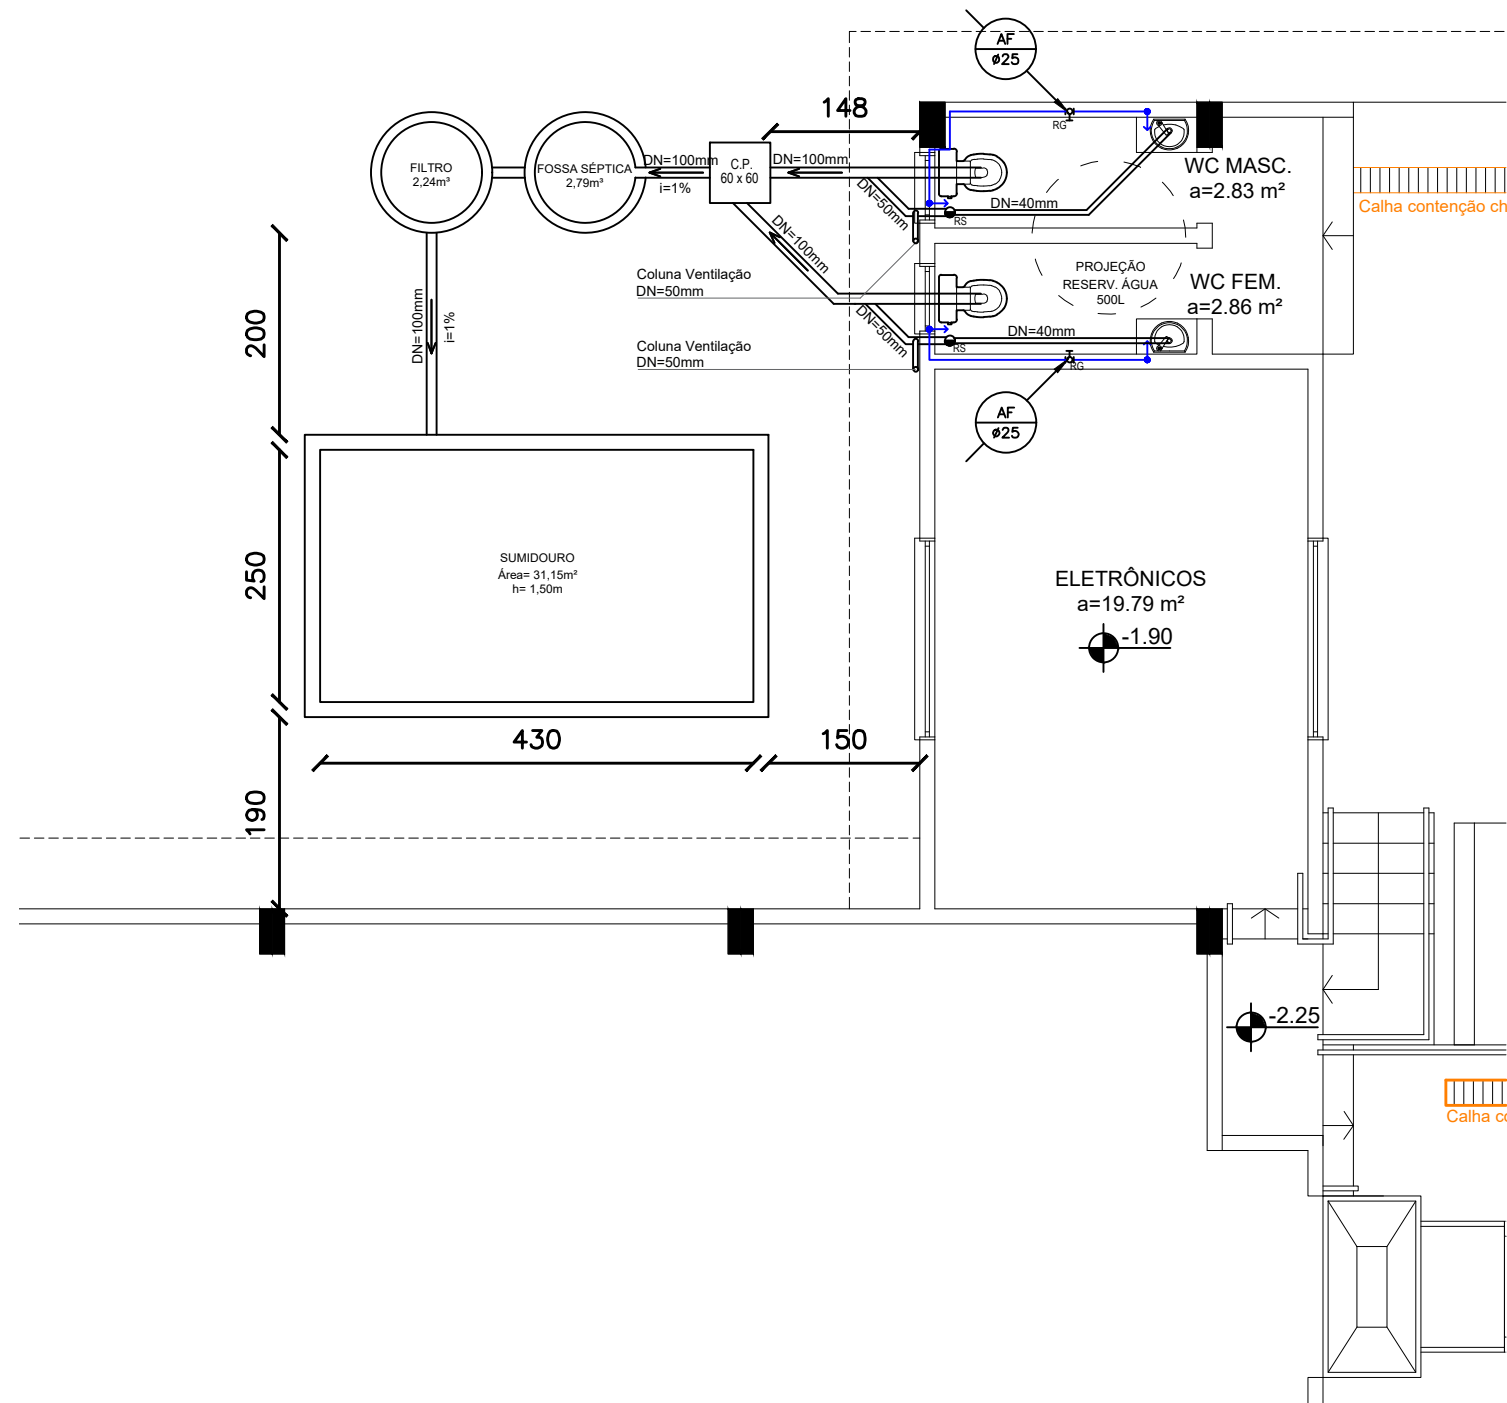 AF
ø25
148
RG
WC MASC.
a=2.83 m²
FILTRO
2,24m³
FOSSA SÉPTICA
2,79m³
DN=100mm
i=1%
C.P.
60 x 60
DN=100mm
DN=50mm
DN=40mm
RS
Calha contenção ch
DN=100mm
Coluna Ventilação
DN=50mm
PROJEÇÃO
RESERV. ÁGUA
500L
WC FEM.
a=2.86 m²
DN=50mm
DN=40mm
RS
RG
Coluna Ventilação
DN=50mm
DN=100mm
i=1%
200
AF
ø25
250
SUMIDOURO
Área= 31,15m²
h= 1,50m
ELETRÔNICOS
a=19.79 m²
-1.90
430
150
190
-2.25
Calha co